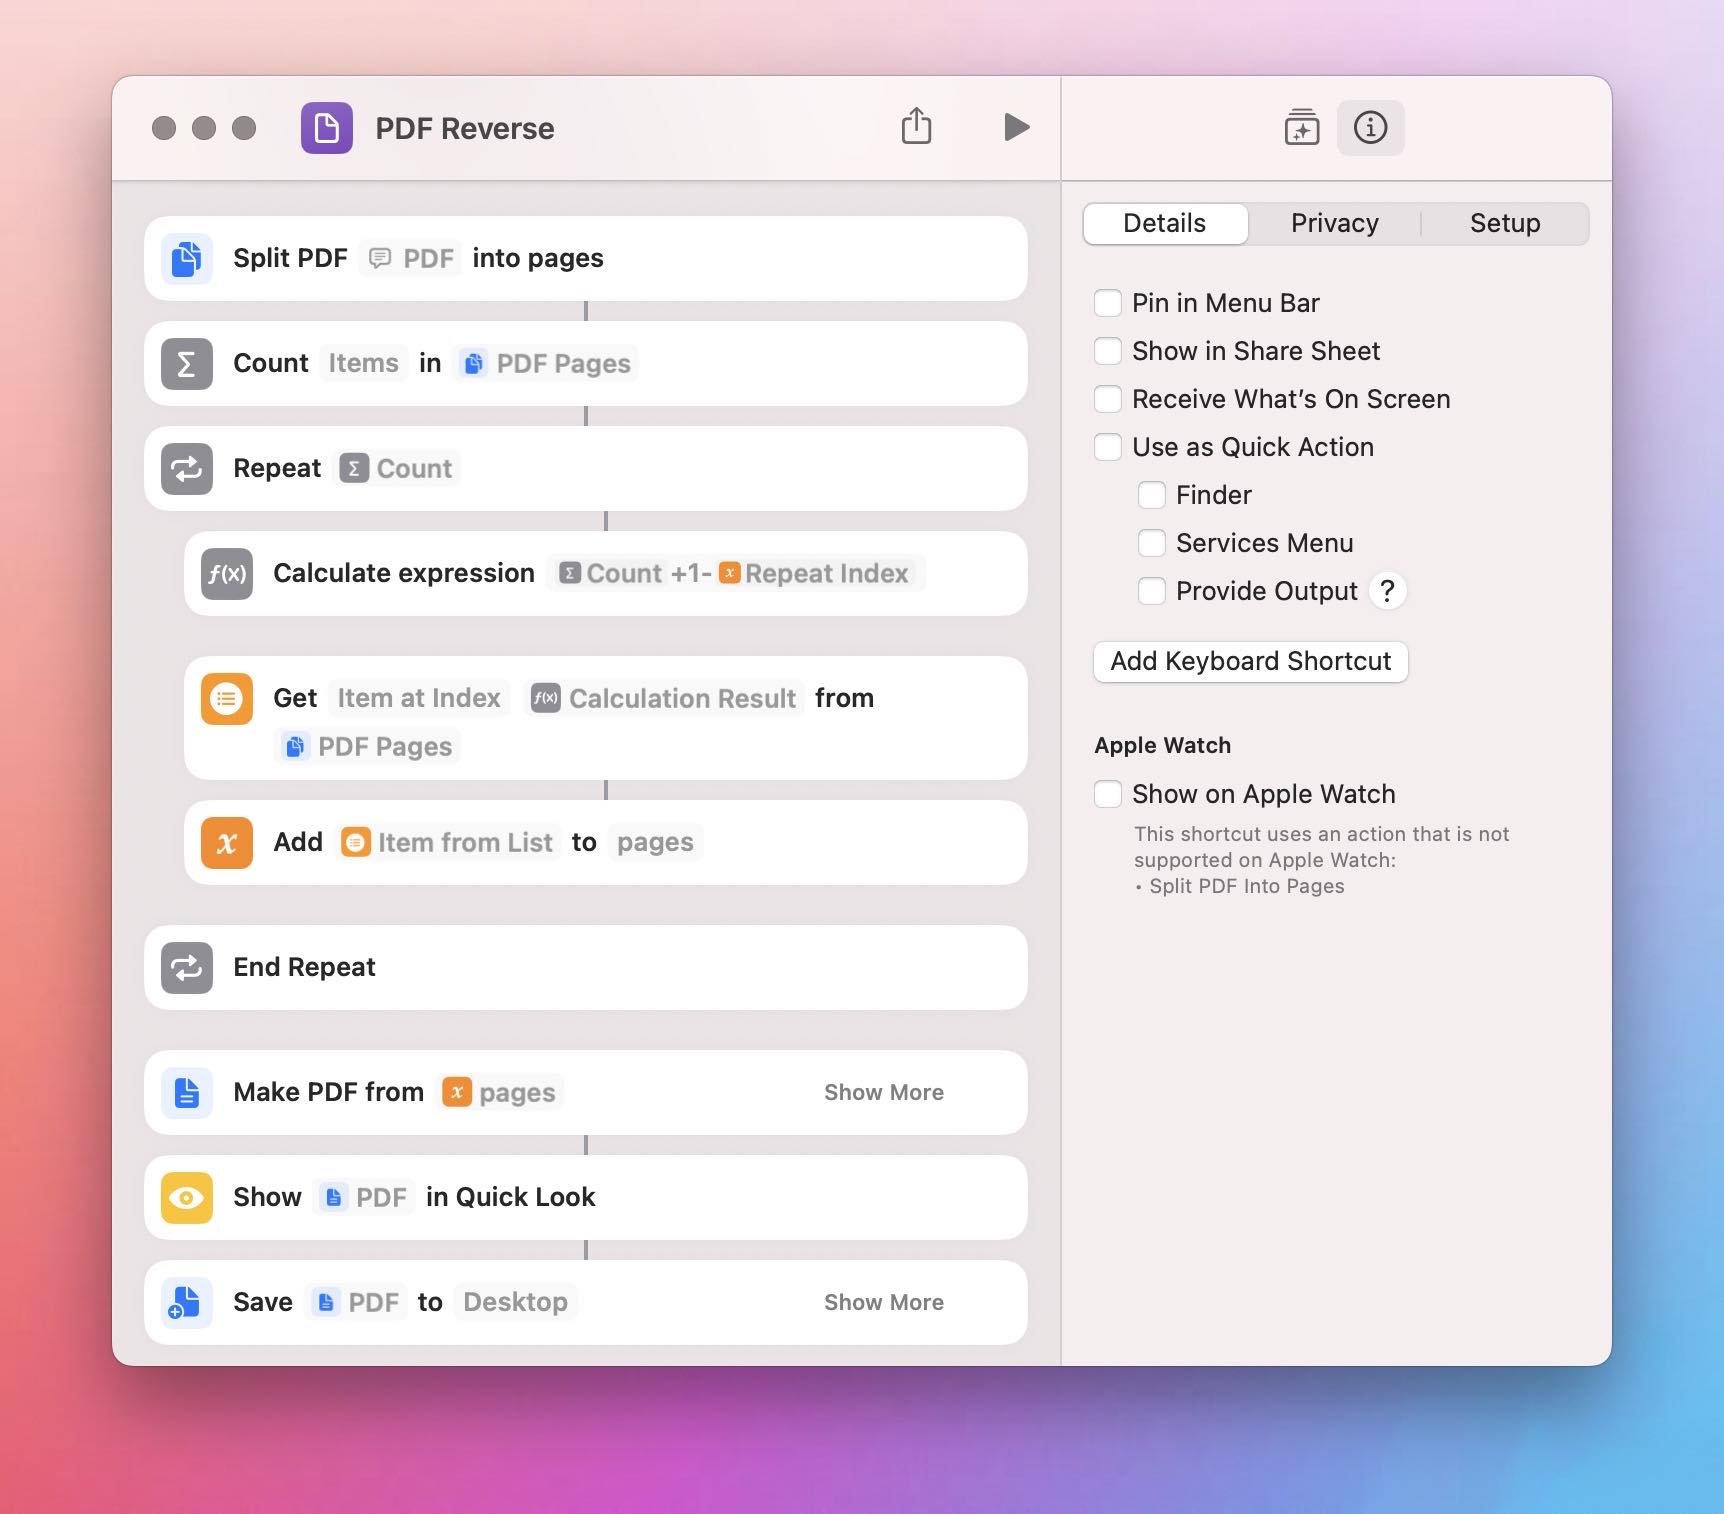 PDF Reverse
Split PDF PDF into pages
Count Items in PDF Pages
Repeat Count
Calculate expression Count +1- Repeat Index
Get Item at Index Calculation Result from
PDF Pages
Add Item from List to pages
End Repeat
Make PDF from pages Show More
Show PDF in Quick Look
Save PDF to Desktop Show More
Details Privacy Setup
Pin in Menu Bar
Show in Share Sheet
Receive What’s On Screen
Use as Quick Action
Finder
Services Menu
Provide Output ?
Add Keyboard Shortcut
Apple Watch
Show on Apple Watch
This shortcut uses an action that is not
supported on Apple Watch:
• Split PDF Into Pages